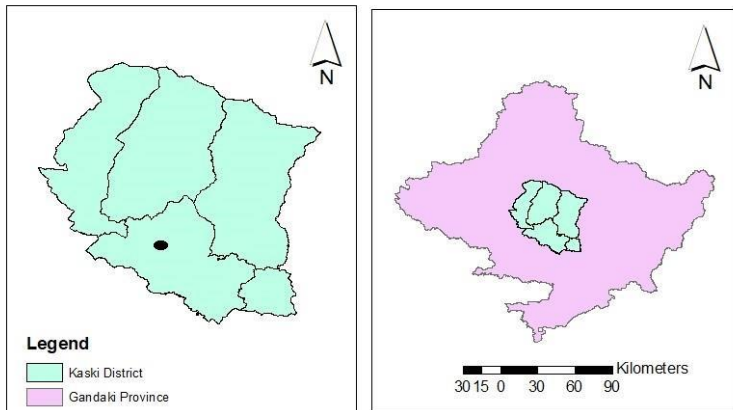 N
Legend
Kaski District
Gandaki Province
N
Kilometers
30 15 0 30 60 90